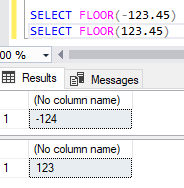 SELECT FLOOR(-123.45)
SELECT FLOOR(123.45)
00 %
Results Messages
(No column name)
1 -124
(No column name)
1 123